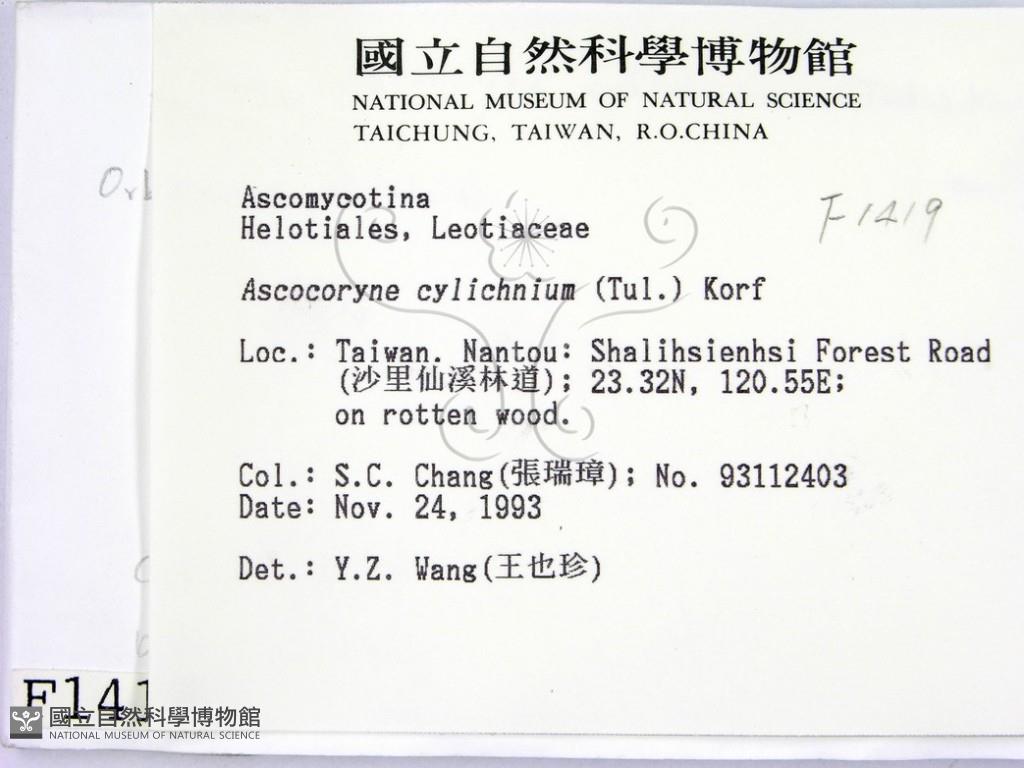 國立自然科學博物館
NATIONAL MUSEUM OF NATURAL SCIENCE
TAICHUNG, TAIWAN, R.O.CHINA
Ascomycotina
Helotiales, Leotiaceae
F1419
Ascocoryne cylichnium (Tul.) Korf
Loc.: Taiwan. Nantou: Shalihsienhsi Forest Road
(沙里仙溪林道); 23.32N, 120.55E;
on rotten wood.
Col.: S.C. Chang(張瑞璋); No. 93112403
Date: Nov. 24, 1993
Det.: Y.Z. Wang(王也珍)
F141
國立自然科學博物館
NATIONAL MUSEUM OF NATURAL SCIENCE